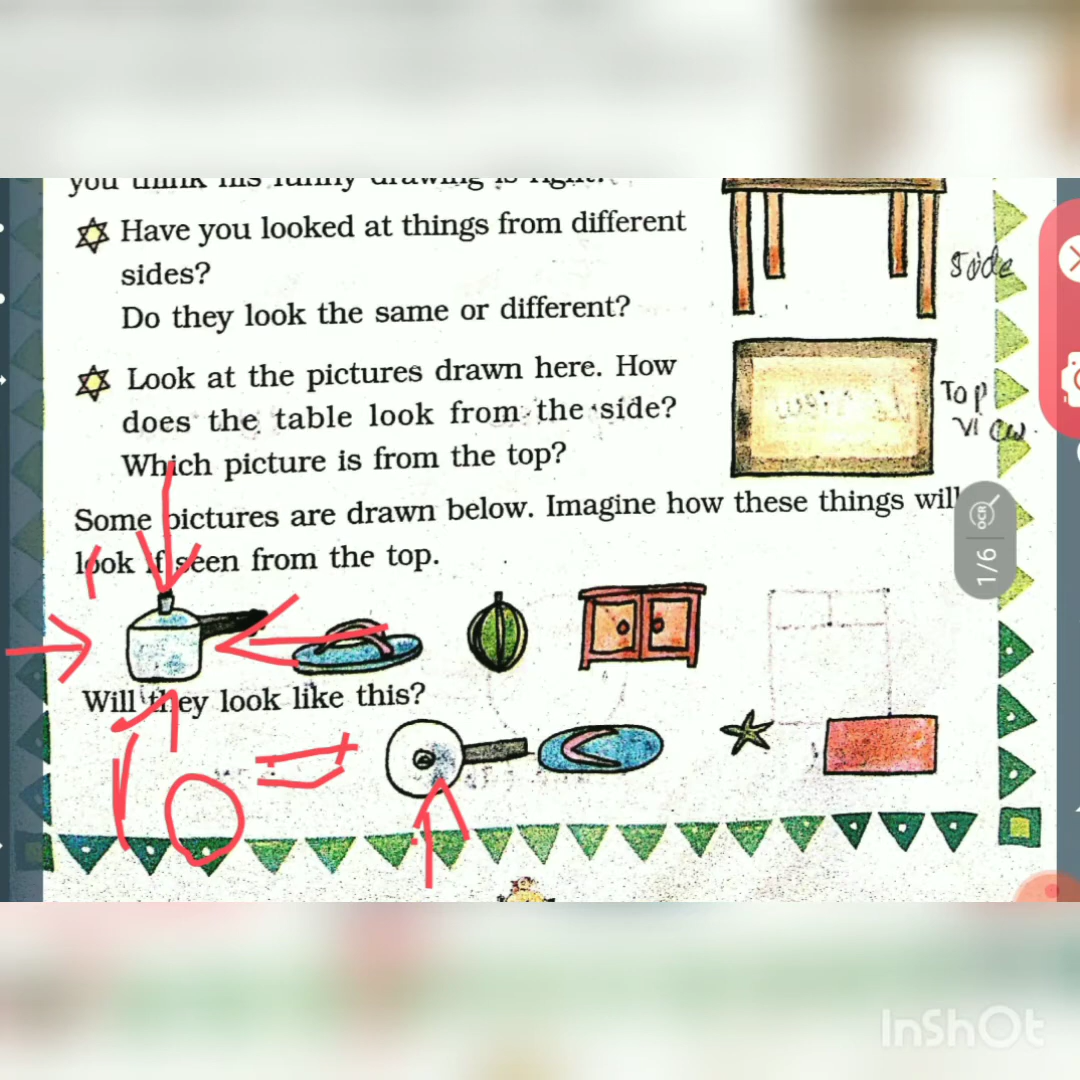 Have you looked at things from different
sides?
Do they look the same or different?
side
Look at the pictures drawn here. How
does the table look from the side?
Which picture is from the top?
Top
view
Some pictures are drawn below. Imagine how these things will
look if seen from the top.
OCR
1/6
Will they look like this?
InShOt